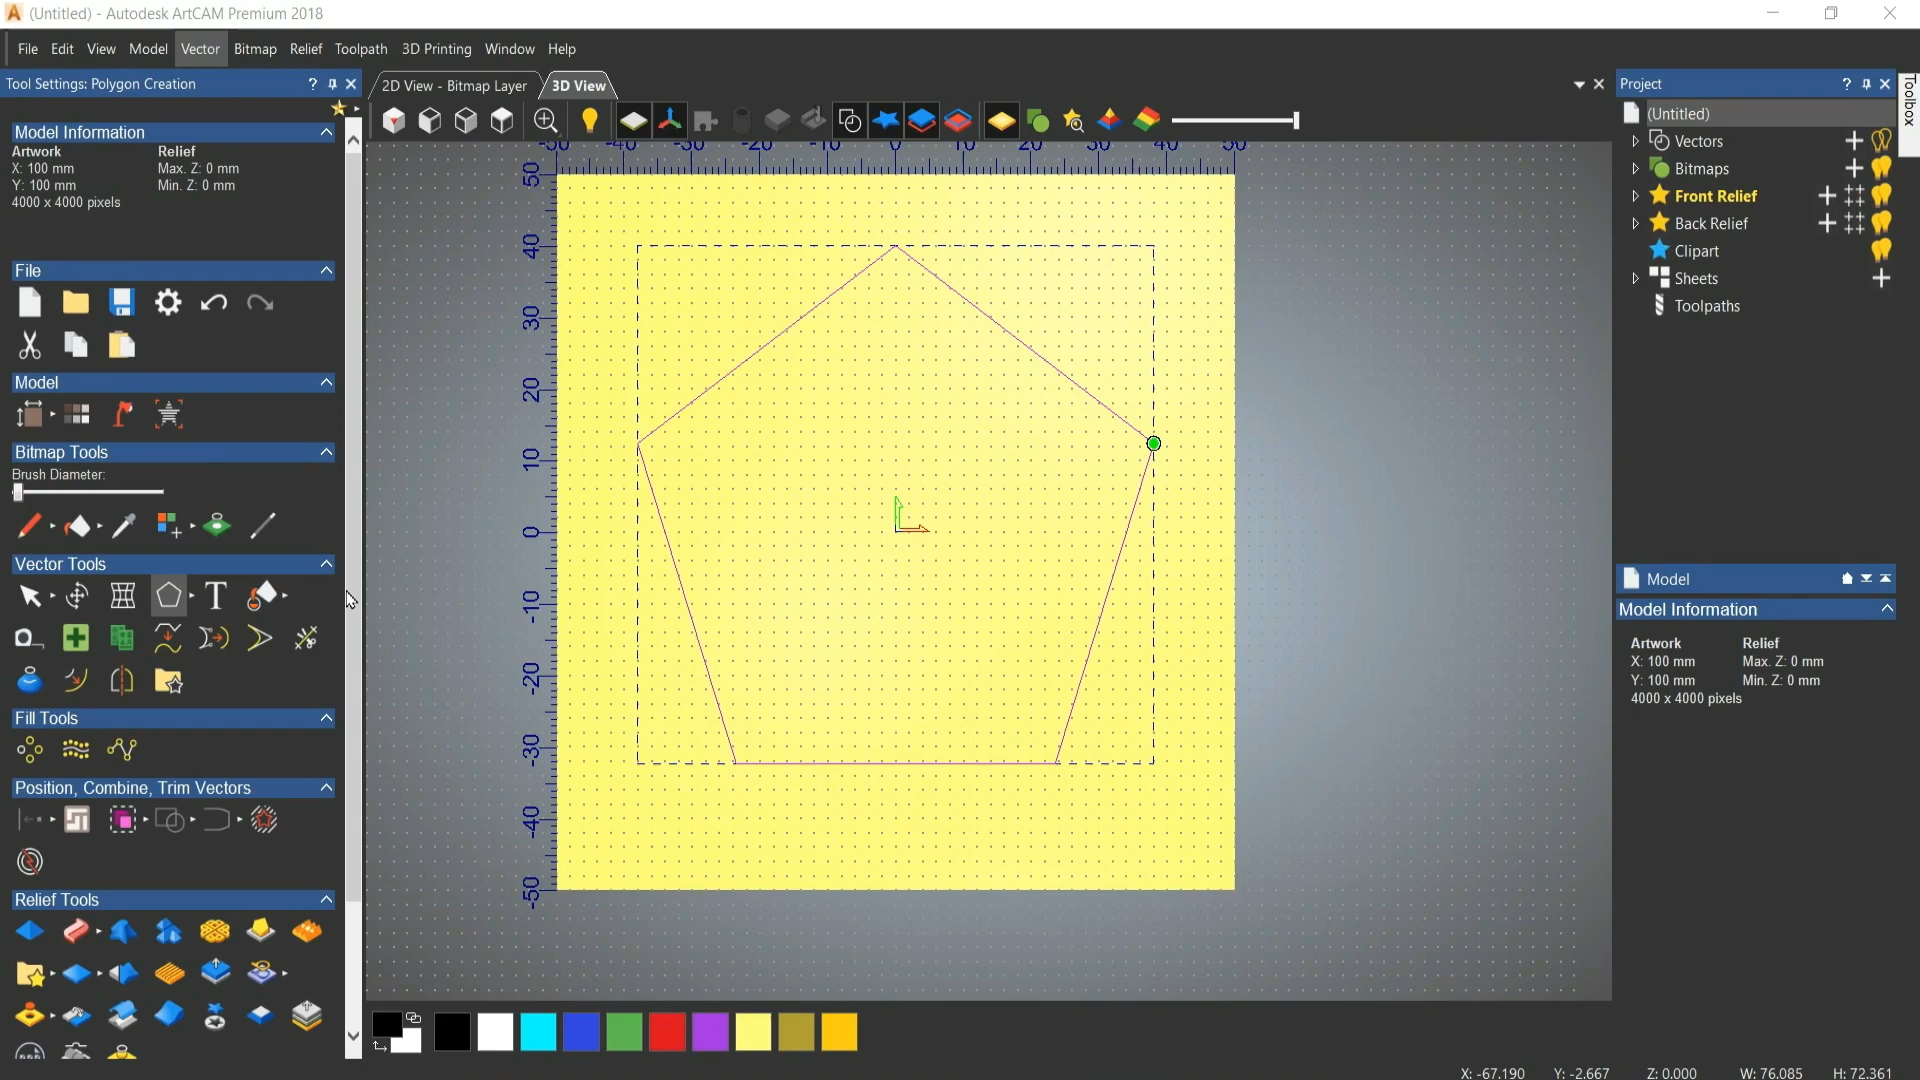 (Untitled) - Autodesk ArtCAM Premium 2018
File Edit View Model Vector Bitmap Relief Toolpath 3D Printing Window Help
Tool Settings: Polygon Creation
?
2D View - Bitmap Layer
3D View
Project
?
Toolbox
Model Information
Artwork
Relief
X: 100 mm
Max. Z: 0 mm
Y: 100 mm
Min. Z: 0 mm
4000 x 4000 pixels
File
Model
Bitmap Tools
Brush Diameter:
Vector Tools
T
Fill Tools
Position, Combine, Trim Vectors
Relief Tools
-50 -40 -30 -20 -10 0 10 20 30 40 50
50
40
30
20
10
0
-10
-20
-30
-40
-50
(Untitled)
Vectors
Bitmaps
Front Relief
Back Relief
Clipart
Sheets
Toolpaths
Model
Model Information
Artwork
Relief
X: 100 mm
Max. Z: 0 mm
Y: 100 mm
Min. Z: 0 mm
4000 x 4000 pixels
X: -67.190 Y: -2.667 Z: 0.000 W: 76.085 H: 72.361